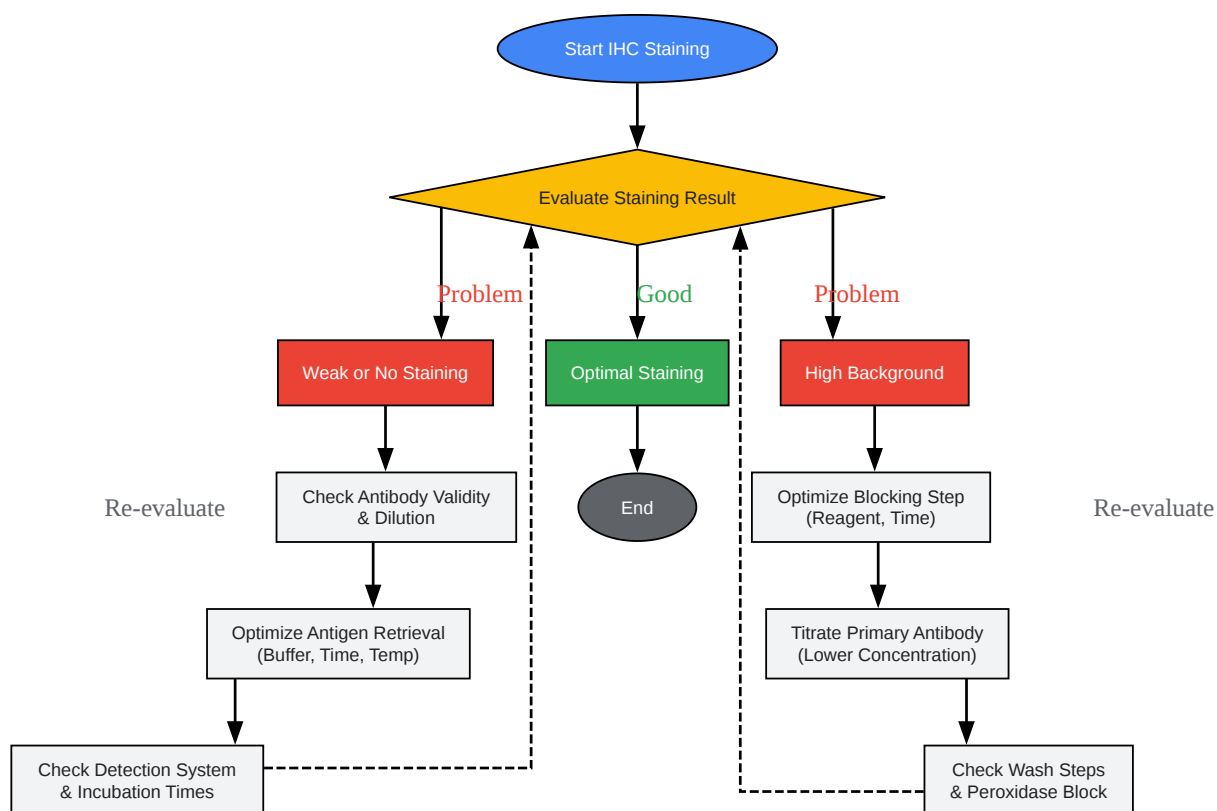 Start IHC Staining
Evaluate Staining Result
Problem
Good
Problem
Weak or No Staining
Optimal Staining
High Background
Re-evaluate
Check Antibody Validity
& Dilution
End
Optimize Blocking Step
(Reagent, Time)
Re-evaluate
Optimize Antigen Retrieval
(Buffer, Time, Temp)
Titrate Primary Antibody
(Lower Concentration)
Check Detection System
& Incubation Times
Check Wash Steps
& Peroxidase Block